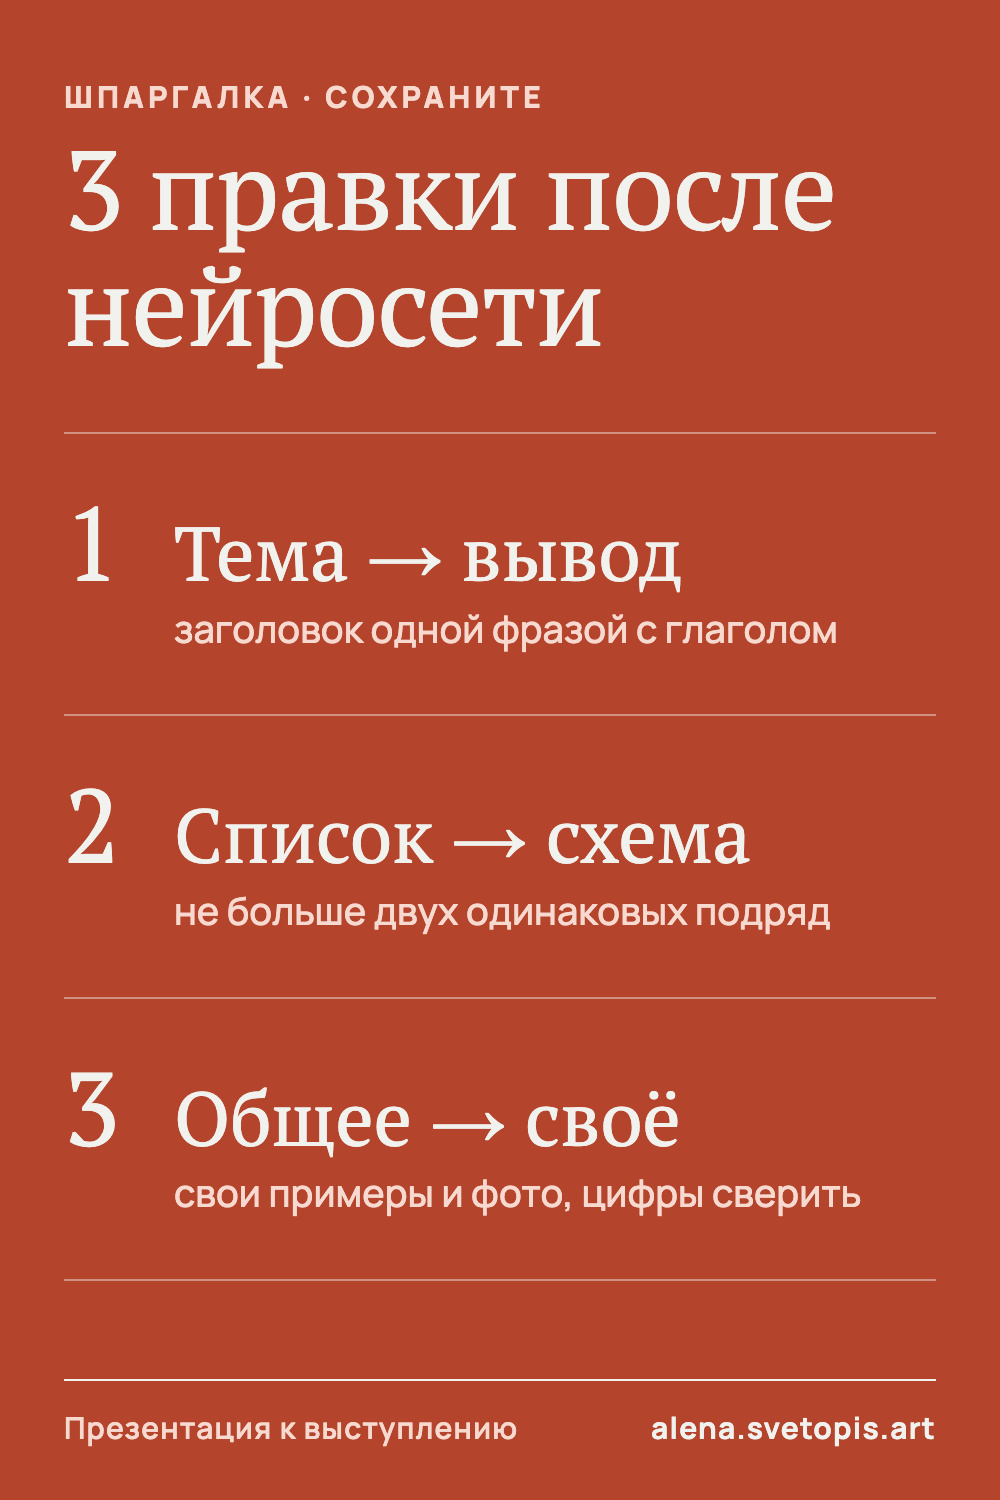 ШПАРГАЛКА · СОХРАНИТЕ
3 правки после
нейросети
1 Тема → вывод
заголовок одной фразой с глаголом
2 Список → схема
не больше двух одинаковых подряд
3 Общее → своё
свои примеры и фото, цифры сверить
Презентация к выступлению alena.svetopis.art